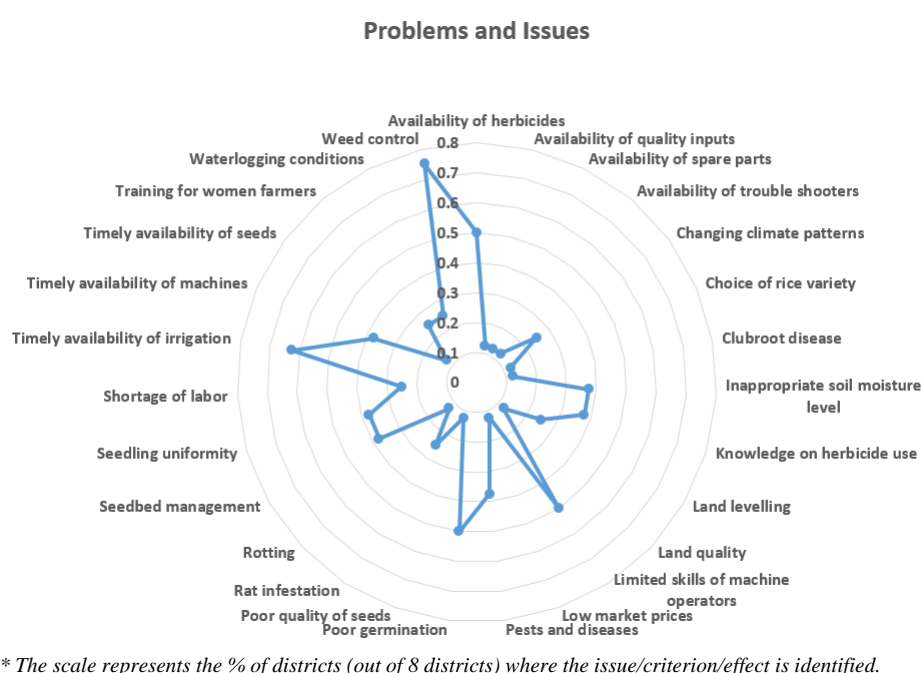 Problems and Issues
Availability of herbicides
Weed control
0.8
Availability of quality inputs
Waterlogging conditions
0.7
Availability of spare parts
Training for women farmers
0.6
Availability of trouble shooters
Timely availability of seeds
0.5
Changing climate patterns
0.4
Timely availability of machines
0.3
Choice of rice variety
0.2
Timely availability of irrigation
0.1
Clubroot disease
0
Shortage of labor
Inappropriate soil moisture
level
Seedling uniformity
Knowledge on herbicide use
Seedbed management
Land levelling
Rotting
Land quality
Rat infestation
Limited skills of machine
operators
Poor quality of seeds
Low market prices
Poor germination
Pests and diseases
* The scale represents the % of districts (out of 8 districts) where the issue/criterion/effect is identified.